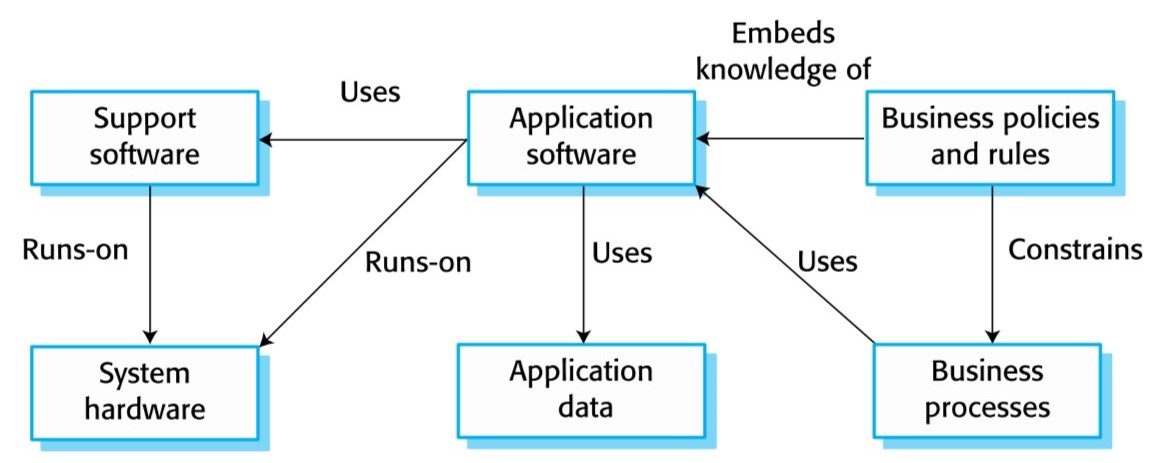 Embeds
knowledge of
Uses
Support
software
Application
software
Business policies
and rules
Runs-on
Runs-on
Uses
Uses
Constrains
System
hardware
Application
data
Business
processes